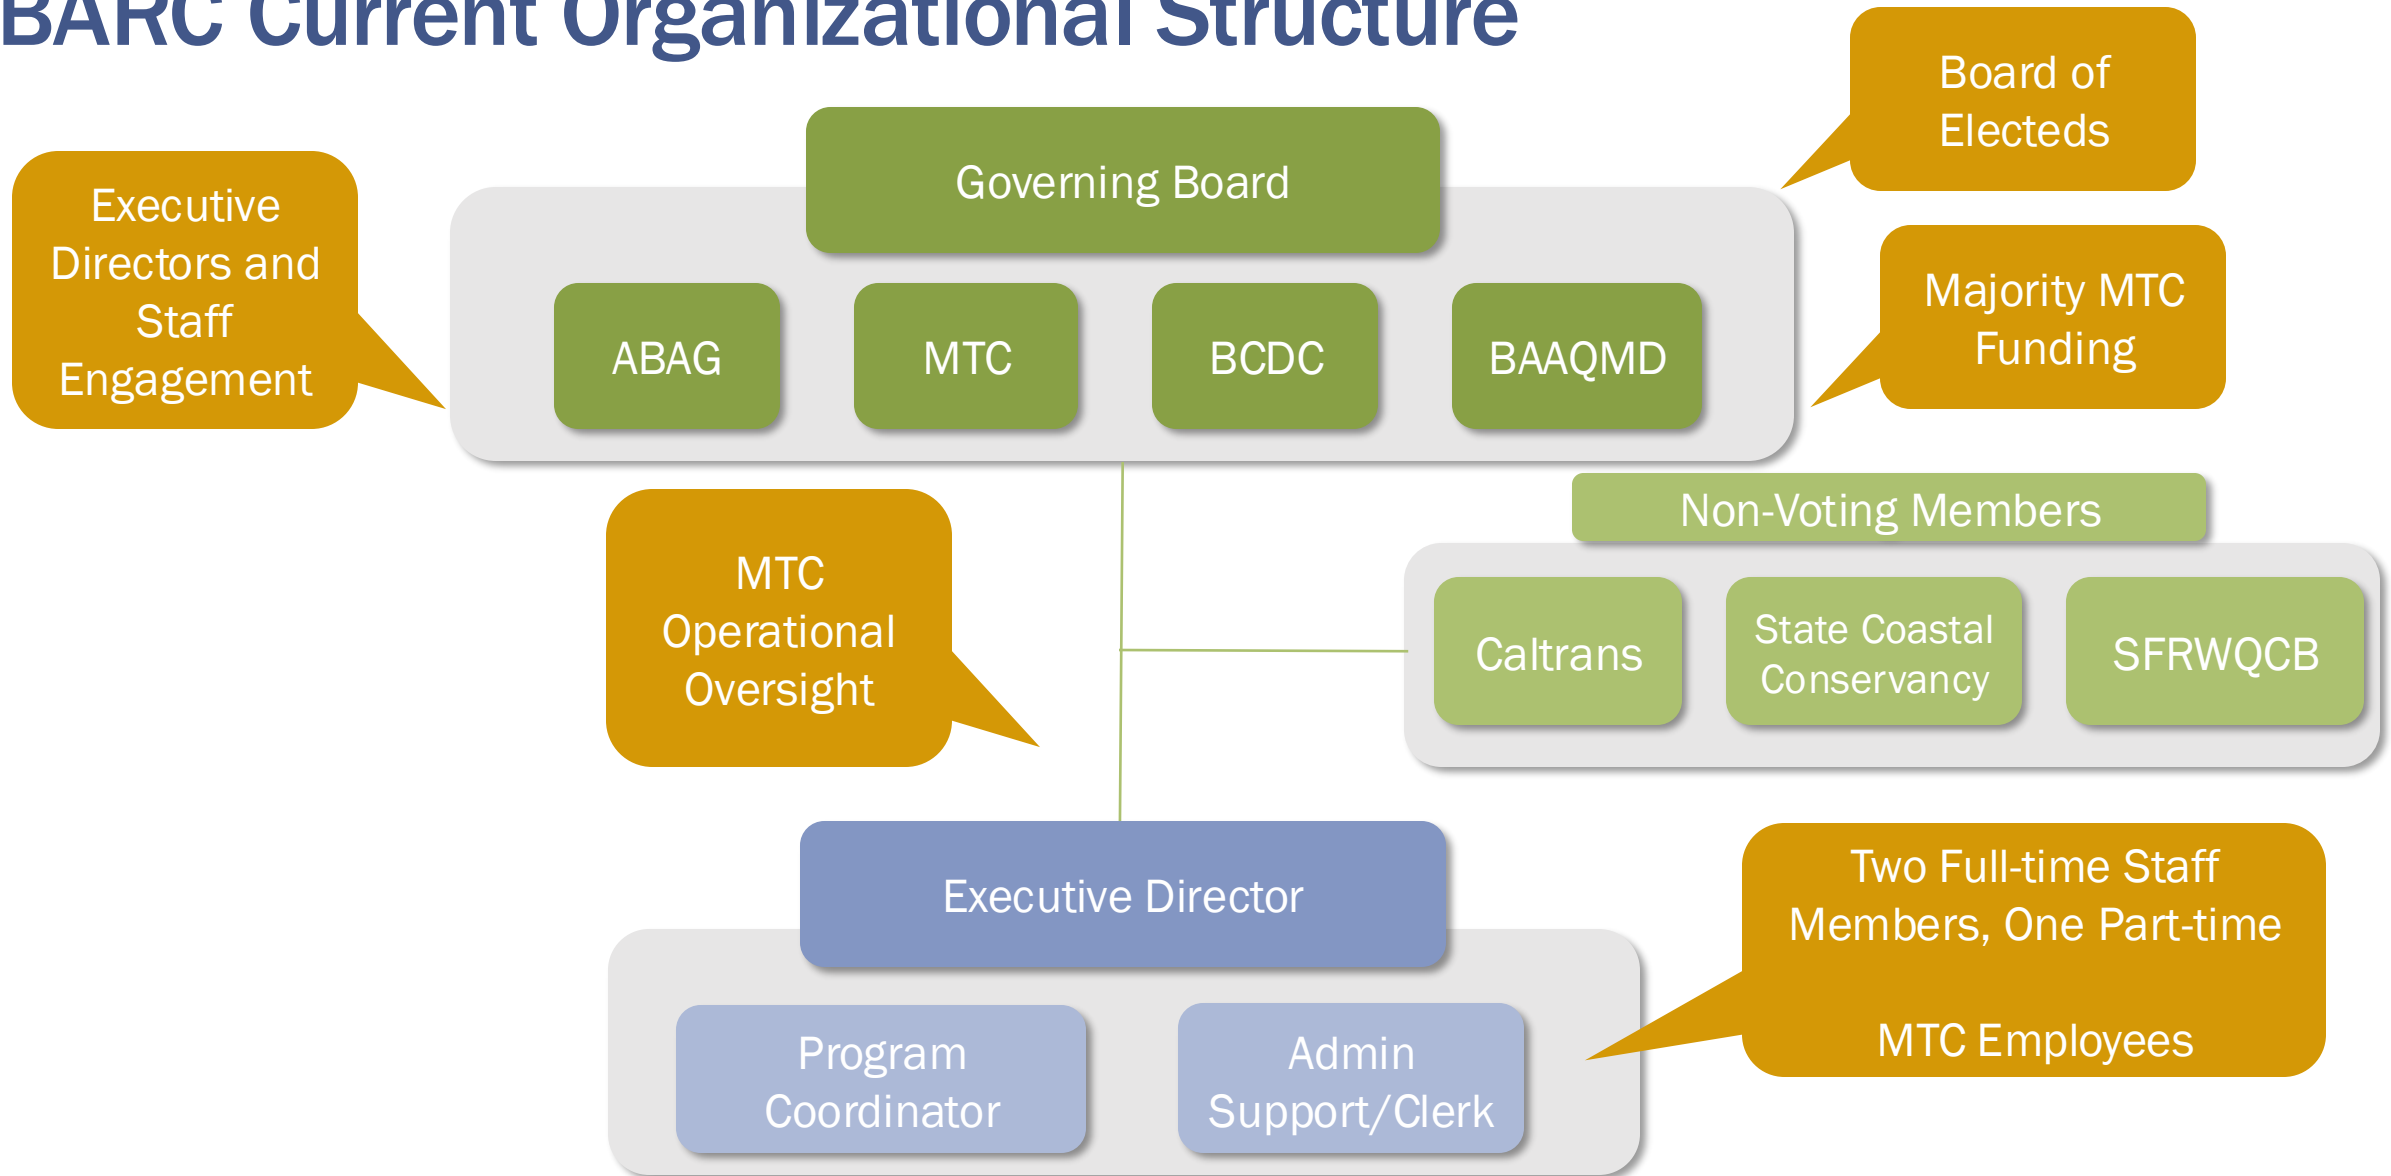 BARC Current Organizational Structure
Board of
Electeds
Governing Board
Executive
Directors and
Staff
Engagement
Majority MTC
Funding
ABAG
MTC
BCDC
BAAQMD
Non-Voting Members
MTC
Operational
Oversight
Caltrans
State Coastal
Conservancy
SFRWQCB
Executive Director
Two Full-time Staff
Members, One Part-time
MTC Employees
Program
Coordinator
Admin
Support/Clerk